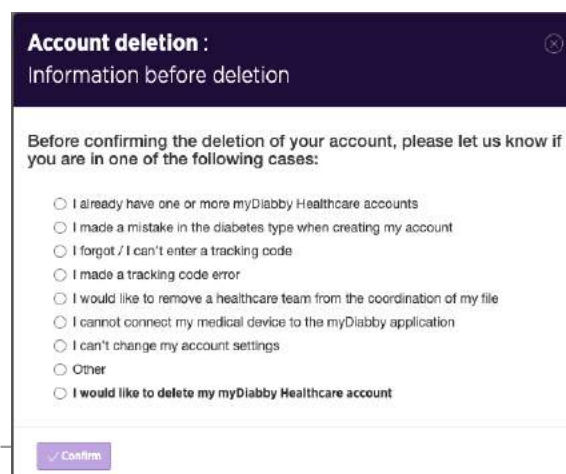 Account deletion :
Information before deletion
Before confirming the deletion of your account, please let us know if
you are in one of the following cases:
I already have one or more myDiabby Healthcare accounts
I made a mistake in the diabetes type when creating my account
I forgot / I can't enter a tracking code
I made a tracking code error
I would like to remove a healthcare team from the coordination of my file
I cannot connect my medical device to the myDiabby application
I can't change my account settings
Other
I would like to delete my myDiabby Healthcare account
Confirm